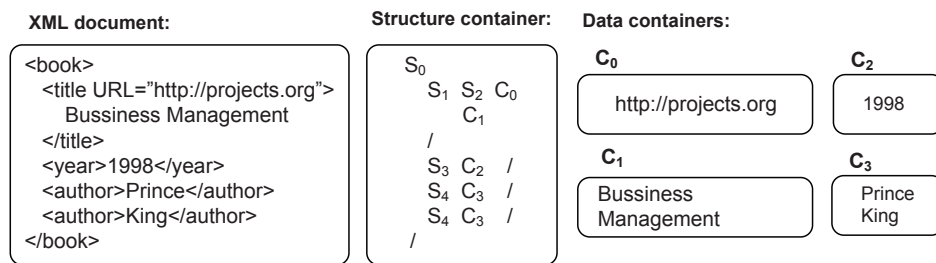 XML document:
<book>
<title URL=”http://projects.org”>
Bussiness Management
</title>
<year>1998</year>
<author>Prince</author>
<author>King</author>
</book>
Structure container:
S0
S1 S2 C0
C1
/
S3 C2 /
S4 C3 /
S4 C3 /
/
Data containers:
C0
http://projects.org
C2
1998
C1
Bussiness
Management
C3
Prince
King